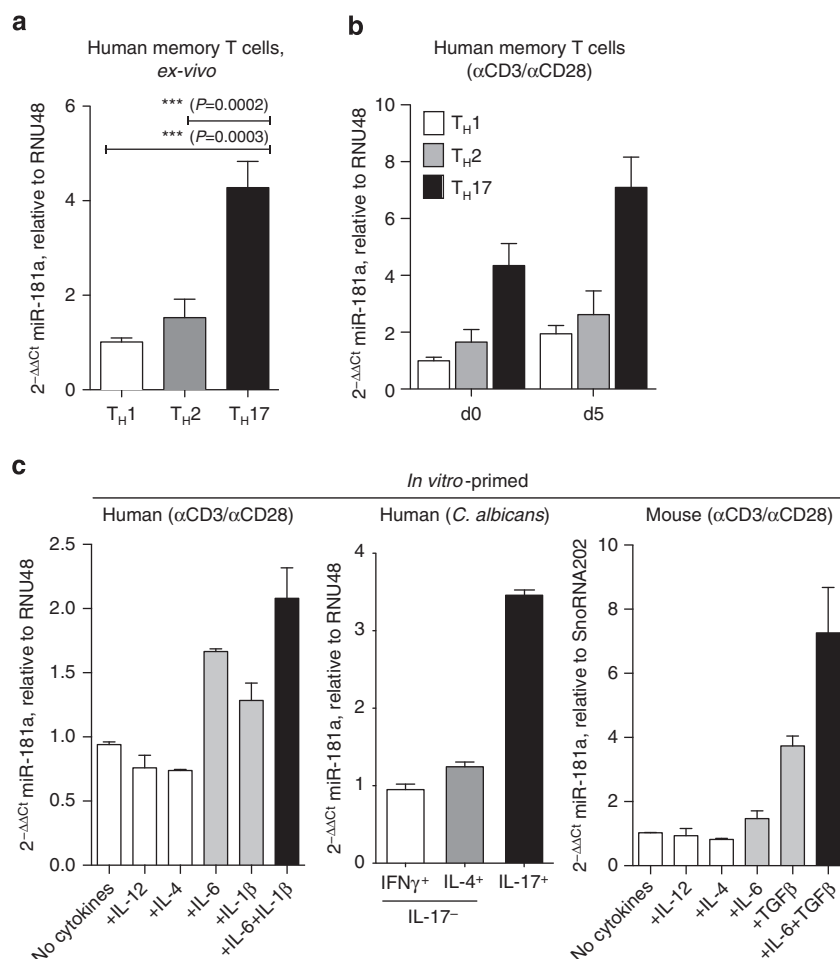 a
Human memory T cells,
ex-vivo
2−ΔΔCt miR-181a, relative to RNU48
6
4
2
0
*** (P=0.0002)
*** (P=0.0003)
TH1
TH2
TH17
b
Human memory T cells
(αCD3/αCD28)
2−ΔΔCt miR-181a, relative to RNU48
10
8
6
4
2
0
TH1
TH2
TH17
d0
d5
c
In vitro-primed
Human (αCD3/αCD28)
2−ΔΔCt miR-181a, relative to RNU48
2.5
2.0
1.5
1.0
0.5
0.0
No cytokines
+IL-12
+IL-4
+IL-6
+IL-1β
+IL-6+IL-1β
Human (C. albicans)
2−ΔΔCt miR-181a, relative to RNU48
4
3
2
1
0
IFNγ+
IL-4+
IL-17+
IL-17−
Mouse (αCD3/αCD28)
2−ΔΔCt miR-181a, relative to SnoRNA202
10
8
6
4
2
0
No cytokines
+IL-12
+IL-4
+IL-6
+TGFβ
+IL-6+TGFβ